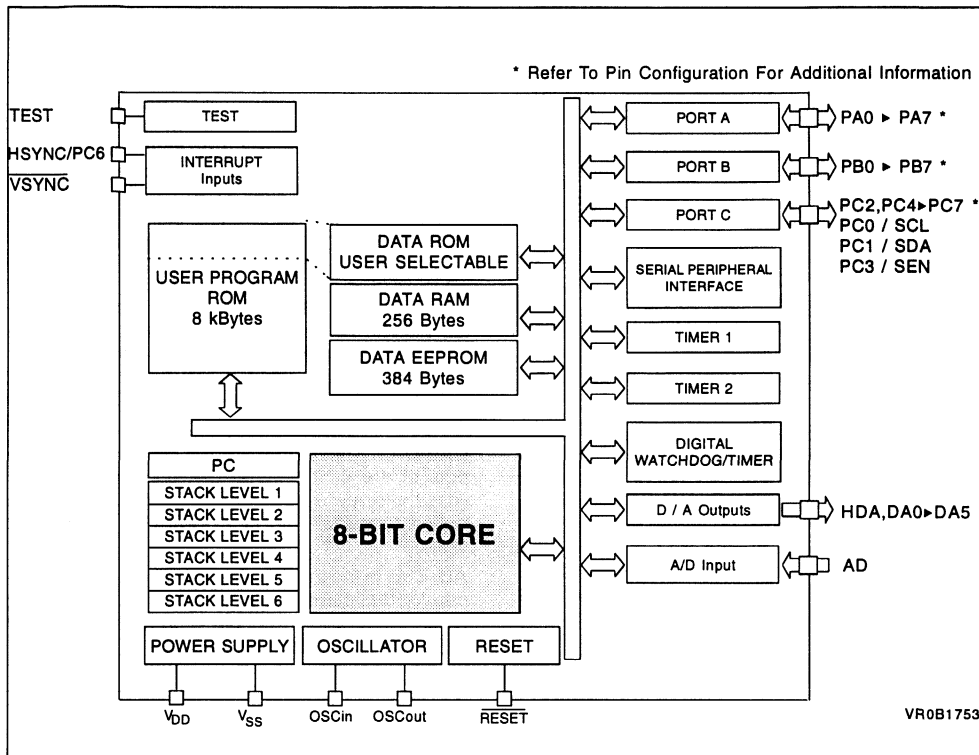 * Refer To Pin Configuration For Additional Information
TEST
TEST
HSYNC/PC6
VSYNC
INTERRUPT
Inputs
USER PROGRAM
ROM
8 kBytes
DATA ROM
USER SELECTABLE
DATA RAM
256 Bytes
DATA EEPROM
384 Bytes
PC
STACK LEVEL 1
STACK LEVEL 2
STACK LEVEL 3
STACK LEVEL 4
STACK LEVEL 5
STACK LEVEL 6
8-BIT CORE
POWER SUPPLY
OSCILLATOR
RESET
VDD
VSS
OSCin
OSCout
RESET
PORT A
PA0 ▸ PA7 *
PORT B
PB0 ▸ PB7 *
PORT C
PC2,PC4▸PC7 *
PC0 / SCL
PC1 / SDA
PC3 / SEN
SERIAL PERIPHERAL
INTERFACE
TIMER 1
TIMER 2
DIGITAL
WATCHDOG/TIMER
D / A Outputs
HDA,DA0▸DA5
A/D Input
AD
VR0B1753